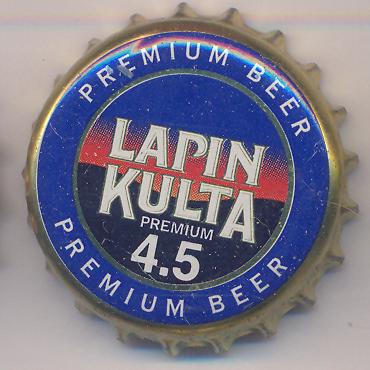 PREMIUM BEER
LAPIN
KULTA
PREMIUM
4.5
PREMIUM BEER